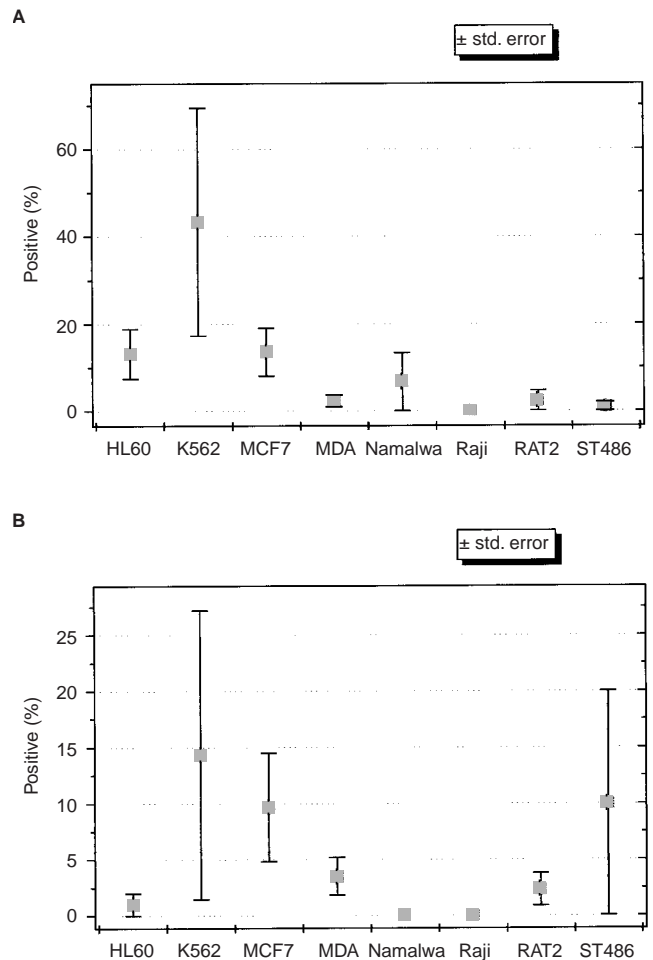 A
± std. error
60
40
20
0
Positive (%)
HL60 K562 MCF7 MDA Namalwa Raji RAT2 ST486
B
± std. error
25
20
15
10
5
0
Positive (%)
HL60 K562 MCF7 MDA Namalwa Raji RAT2 ST486